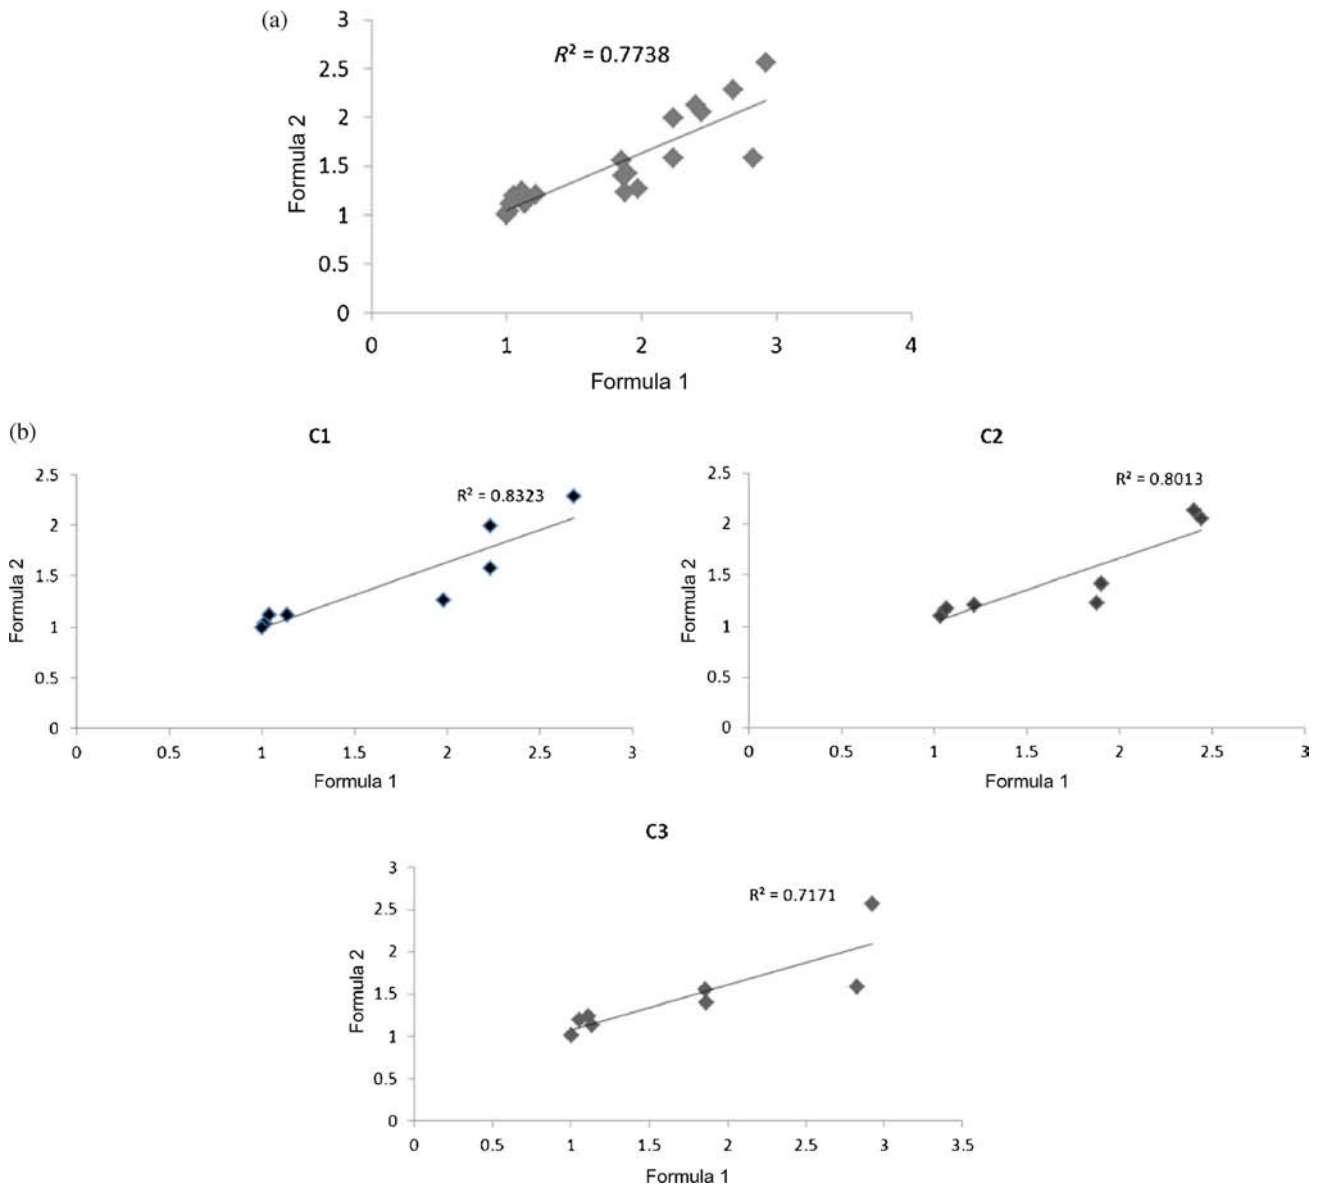 (a)
3
R² = 0.7738
2.5
2
1.5
1
0.5
0
0 1 2 3 4
Formula 2
Formula 1
(b)
C1
2.5
R² = 0.8323
2
1.5
1
0.5
0
0 0.5 1 1.5 2 2.5 3
Formula 2
Formula 1
C2
2.5
R² = 0.8013
2
1.5
1
0.5
0
0 0.5 1 1.5 2 2.5 3
Formula 2
Formula 1
C3
3
R² = 0.7171
2.5
2
1.5
1
0.5
0
0 0.5 1 1.5 2 2.5 3 3.5
Formula 2
Formula 1